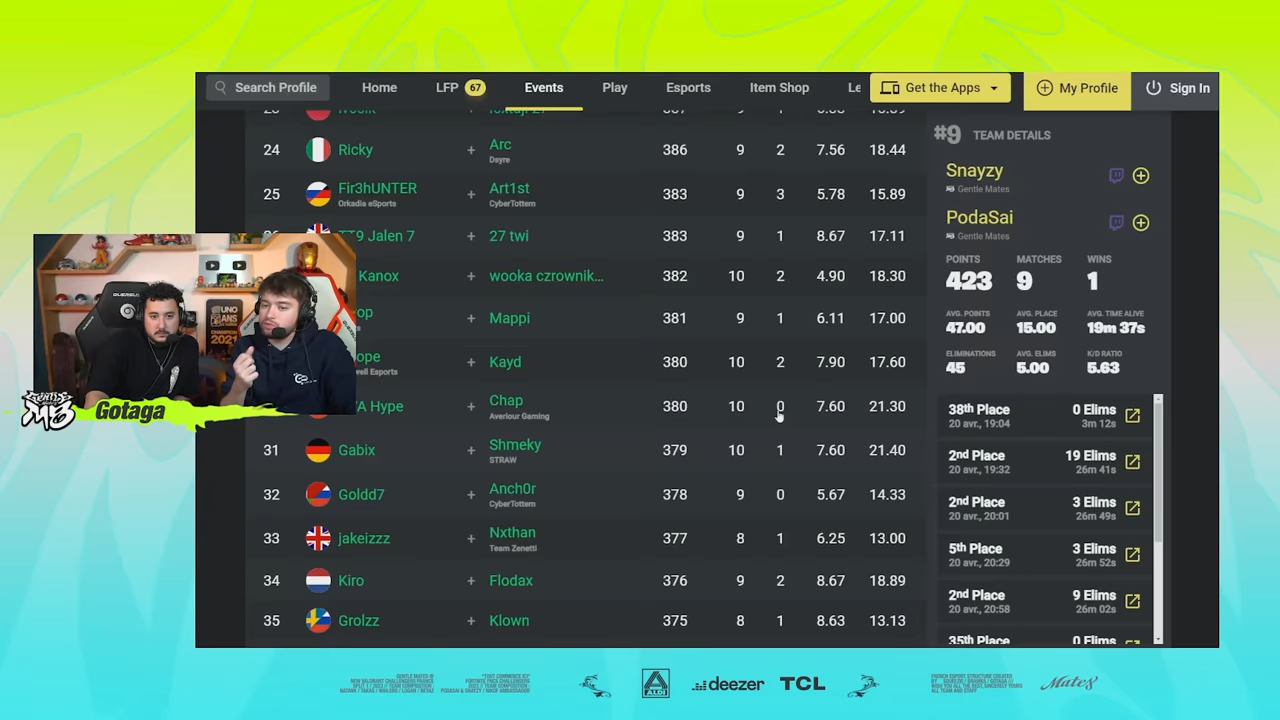 Search Profile
Home
LFP 67
Events
Play
Esports
Item Shop
Le
Get the Apps
My Profile
Sign In
24 Ricky + Arc 386 9 2 7.56 18.44
Dsyre
25 Fir3hUNTER + Art1st 383 9 3 5.78 15.89
Orkadia eSports CyberTottem
TT9 Jalen 7 + 27 twi 383 9 1 8.67 17.11
Kanox + wooka czrownik... 382 10 2 4.90 18.30
+ Mappi 381 9 1 6.11 17.00
+ Kayd 380 10 2 7.90 17.60
Hype + Chap 380 10 0 7.60 21.30
Averiour Gaming
31 Gabix + Shmeky 379 10 1 7.60 21.40
STRAW
32 Goldd7 + Anch0r 378 9 0 5.67 14.33
CyberTottem
33 jakeizzz + Nxthan 377 8 1 6.25 13.00
Team Zenetti
34 Kiro + Flodax 376 9 2 8.67 18.89
35 Grolzz + Klown 375 8 1 8.63 13.13
#9 TEAM DETAILS
Snayzy
Gentle Mates
PodaSai
Gentle Mates
POINTS MATCHES WINS
423 9 1
AVG. POINTS AVG. PLACE AVG. TIME ALIVE
47.00 15.00 19m 37s
ELIMINATIONS AVG. ELIMS K/D RATIO
45 5.00 5.63
38th Place 0 Elims
20 avr., 19:04 3m 12s
2nd Place 19 Elims
20 avr., 19:32 26m 41s
2nd Place 3 Elims
20 avr., 20:01 26m 49s
5th Place 3 Elims
20 avr., 20:29 26m 52s
2nd Place 9 Elims
20 avr., 20:58 26m 02s
35th Place 0 Elims
Gotaga
ALDI
deezer
TCL
Mates